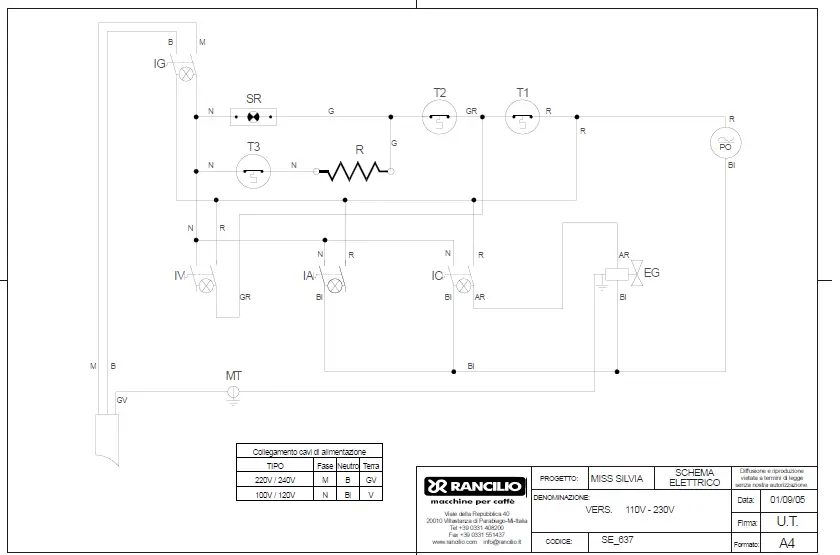 B M
IG
SR
T2
T1
N G GR R
R
R
PO
BI
T3
R
G
N N
N R
N R
N R
AR
IV
IA
IC
EG
GR
BI
BI AR
BI
M B
BI
GV
MT
Collegamento cavi di alimentazione
TIPO Fase Neutro Terra
220V / 240V M B GV
100V / 120V N BI V
RANCILIO
macchine per caffè
Viale della Repubblica 40
20010 Villastanza di Parabiago-Mi-Italia
Tel +39 0331 408200
Fax +39 0331 551437
www.rancilio.com info@rancilio.it
PROGETTO: MISS SILVIA
SCHEMA
ELETTRICO
Diffusione e riproduzione
vietata a termini di legge
senza nostra autorizzazione.
DENOMINAZIONE:
VERS. 110V - 230V
Data: 01/09/05
Firma: U.T.
CODICE: SE_637
Formato: A4